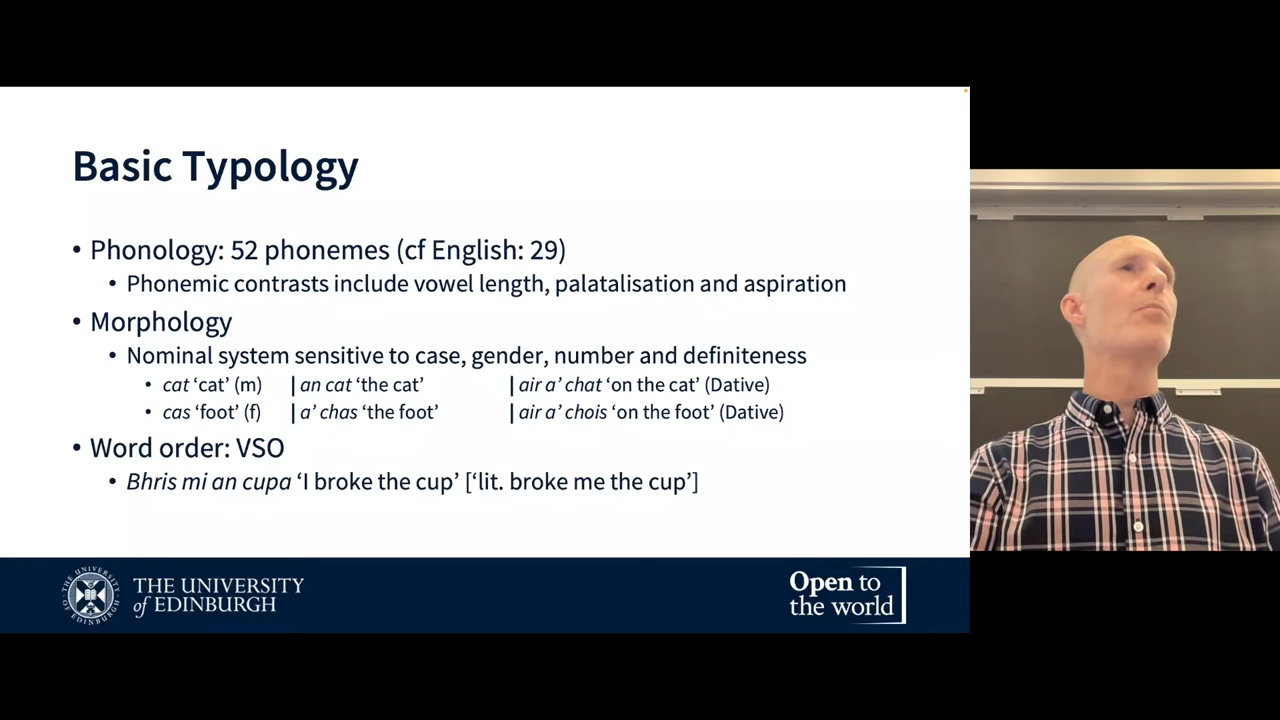 Basic Typology
• Phonology: 52 phonemes (cf English: 29)
• Phonemic contrasts include vowel length, palatalisation and aspiration
• Morphology
• Nominal system sensitive to case, gender, number and definiteness
• cat ‘cat’ (m) | an cat ‘the cat’ | air a’ chat ‘on the cat’ (Dative)
• cas ‘foot’ (f) | a’ chas ‘the foot’ | air a’ chois ‘on the foot’ (Dative)
• Word order: VSO
• Bhris mi an cupa ‘I broke the cup’ [‘lit. broke me the cup’]
THE UNIVERSITY
of EDINBURGH
Open to
the world